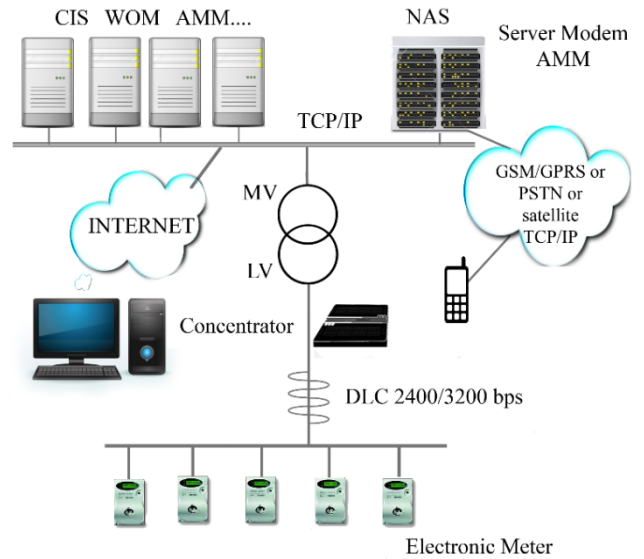 CIS WOM AMM....
NAS
Server Modem
AMM
TCP/IP
GSM/GPRS or
PSTN or
satellite
TCP/IP
MV
INTERNET
LV
Concentrator
DLC 2400/3200 bps
Electronic Meter